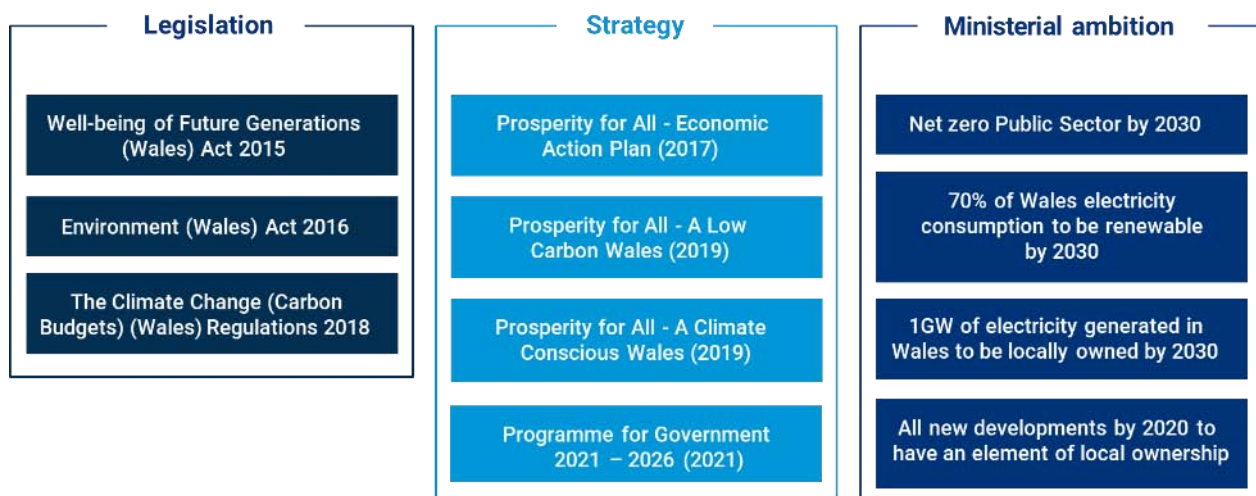 Legislation
Well-being of Future Generations
(Wales) Act 2015
Environment (Wales) Act 2016
The Climate Change (Carbon
Budgets) (Wales) Regulations 2018
Strategy
Prosperity for All - Economic
Action Plan (2017)
Prosperity for All - A Low
Carbon Wales (2019)
Prosperity for All - A Climate
Conscious Wales (2019)
Programme for Government
2021 – 2026 (2021)
Ministerial ambition
Net zero Public Sector by 2030
70% of Wales electricity
consumption to be renewable
by 2030
1GW of electricity generated in
Wales to be locally owned by 2030
All new developments by 2020 to
have an element of local ownership